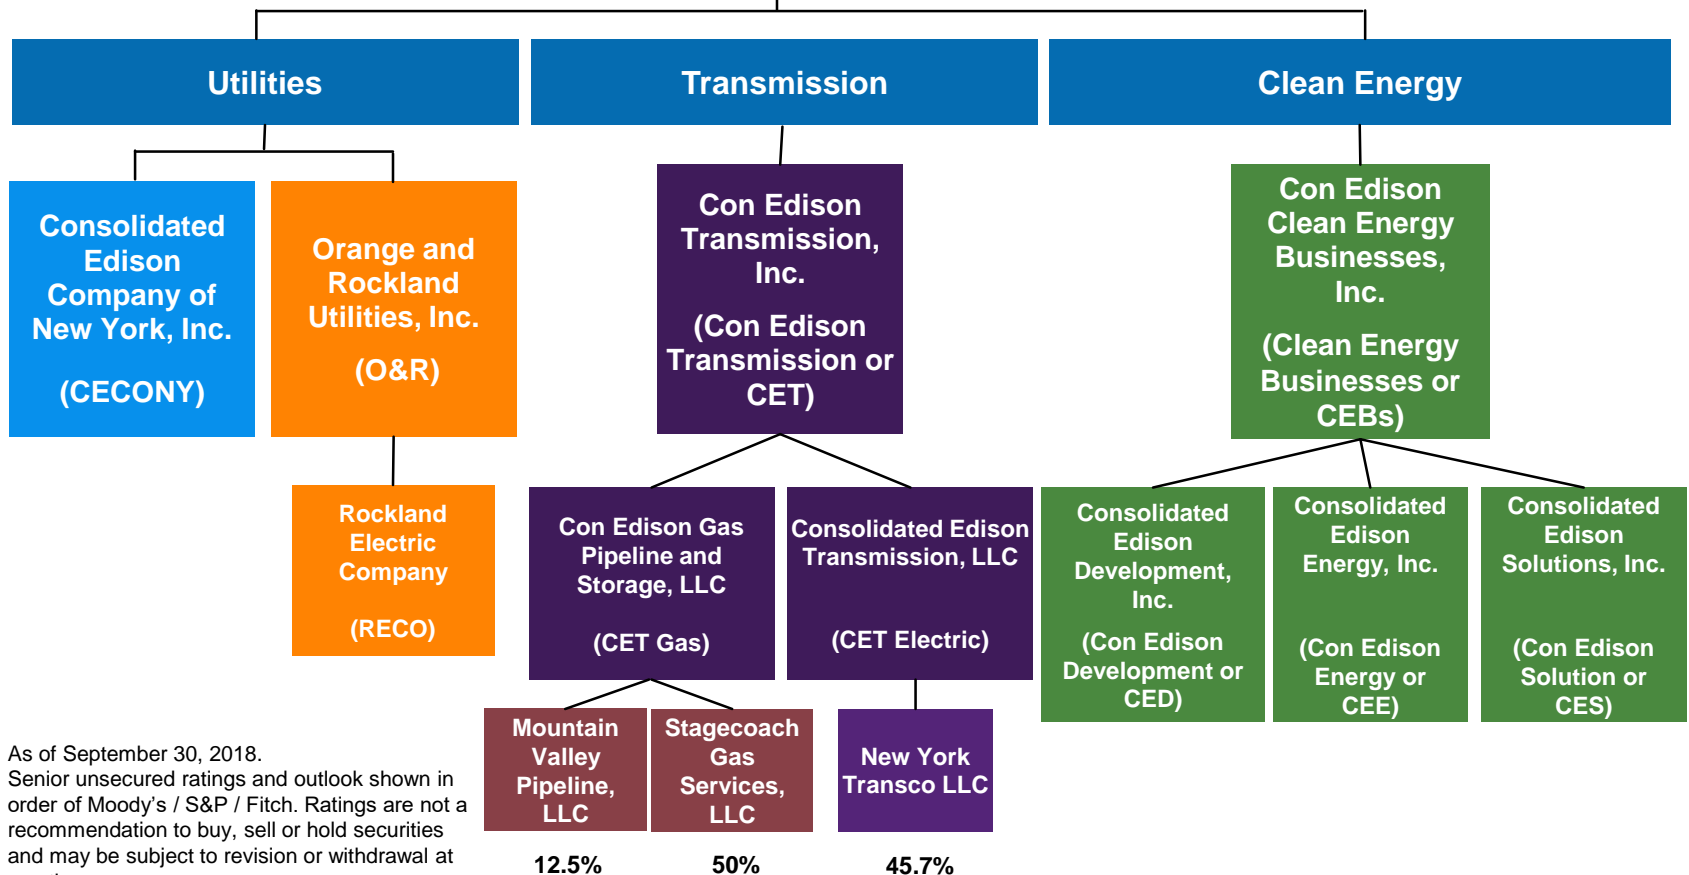 Utilities
Transmission
Clean Energy
Consolidated
Edison
Company of
New York, Inc.
(CECONY)
Orange and
Rockland
Utilities, Inc.
(O&R)
Con Edison
Transmission,
Inc.
(Con Edison
Transmission or
CET)
Con Edison
Clean Energy
Businesses,
Inc.
(Clean Energy
Businesses or
CEBs)
Rockland
Electric
Company
(RECO)
Con Edison Gas
Pipeline and
Storage, LLC
(CET Gas)
Consolidated Edison
Transmission, LLC
(CET Electric)
Consolidated
Edison
Development,
Inc.
(Con Edison
Development or
CED)
Consolidated
Edison
Energy, Inc.
(Con Edison
Energy or
CEE)
Consolidated
Edison
Solutions, Inc.
(Con Edison
Solution or
CES)
Mountain
Valley
Pipeline,
LLC
12.5%
Stagecoach
Gas
Services,
LLC
50%
New York
Transco LLC
45.7%
As of September 30, 2018.
Senior unsecured ratings and outlook shown in
order of Moody's / S&P / Fitch. Ratings are not a
recommendation to buy, sell or hold securities
and may be subject to revision or withdrawal at